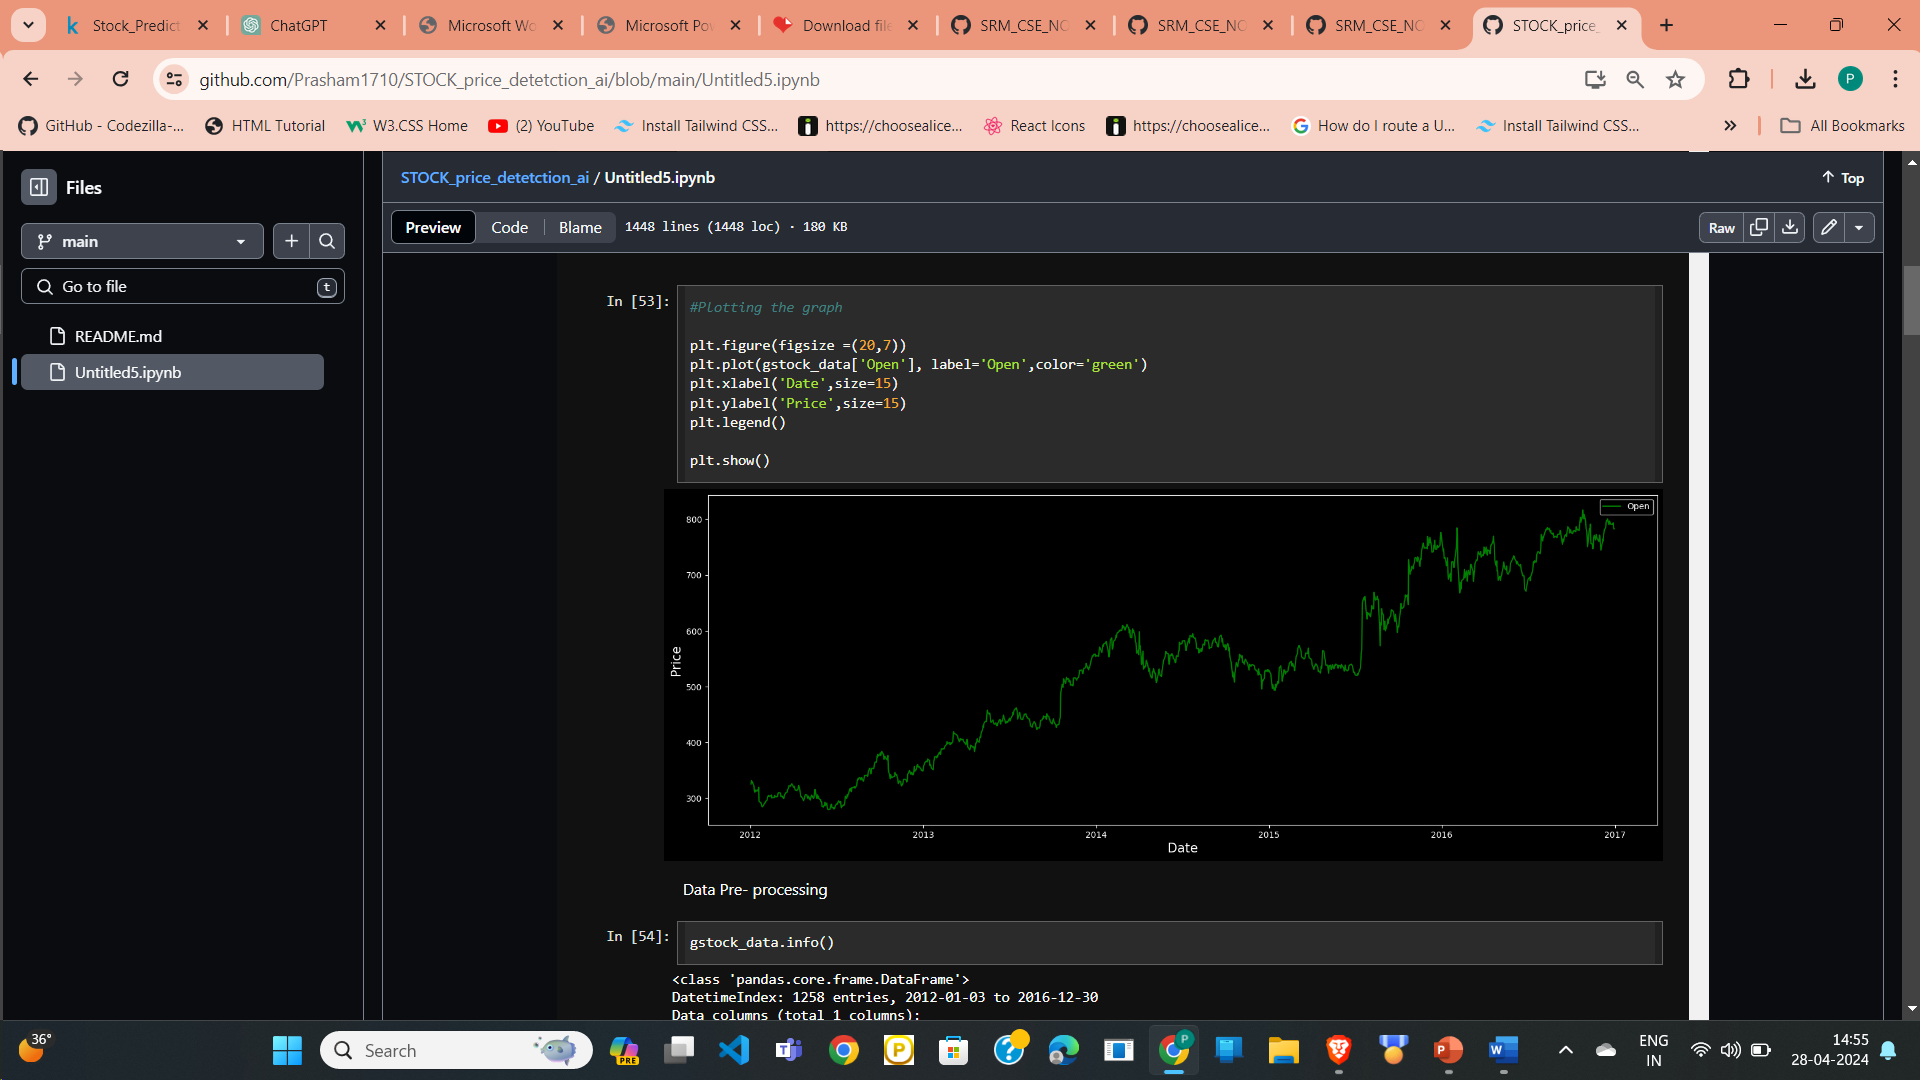 Stock_Predict
ChatGPT
Microsoft Wo
Microsoft Po
Download file
SRM_CSE_NO
SRM_CSE_NO
SRM_CSE_NO
STOCK_price_
github.com/Prasham1710/STOCK_price_detetction_ai/blob/main/Untitled5.ipynb
P
GitHub - Codezilla-...
HTML Tutorial
W3.CSS Home
(2) YouTube
Install Tailwind CSS...
https://choosealice...
React Icons
https://choosealice...
How do I route a U...
Install Tailwind CSS...
All Bookmarks
Files
main
Go to file
t
README.md
Untitled5.ipynb
STOCK_price_detetction_ai / Untitled5.ipynb
Top
Preview
Code
Blame
1448 lines (1448 loc) · 180 KB
Raw
In [53]:
#Plotting the graph
plt.figure(figsize =(20,7))
plt.plot(gstock_data['Open'], label='Open',color='green')
plt.xlabel('Date',size=15)
plt.ylabel('Price',size=15)
plt.legend()
plt.show()
Open
800
700
600
500
400
300
Price
2012
2013
2014
2015
2016
2017
Date
Data Pre- processing
In [54]:
gstock_data.info()
<class 'pandas.core.frame.DataFrame'>
DatetimeIndex: 1258 entries, 2012-01-03 to 2016-12-30
Data columns (total 1 columns):
36°
Search
PRE
ENG
IN
14:55
28-04-2024